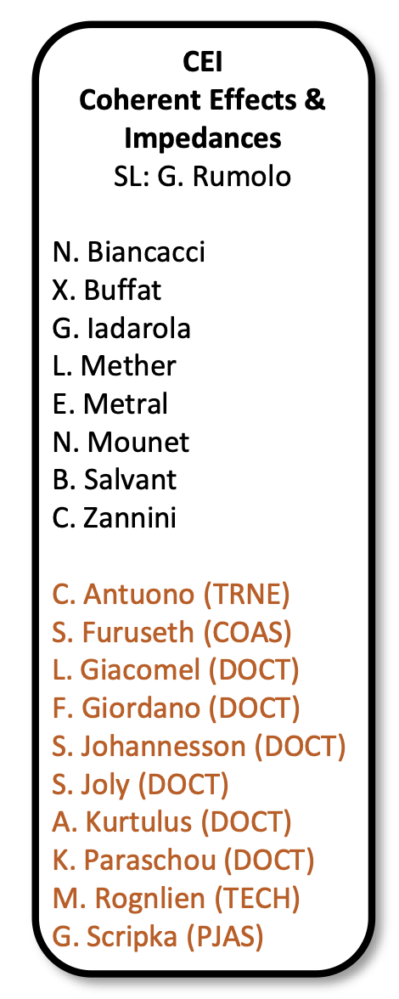 CEI
Coherent Effects &
Impedances
SL: G. Rumolo
N. Biancacci
X. Buffat
G. Iadarola
L. Mether
E. Metral
N. Mounet
B. Salvant
C. Zannini
C. Antuono (TRNE)
S. Furuseth (COAS)
L. Giacomel (DOCT)
F. Giordano (DOCT)
S. Johannesson (DOCT)
S. Joly (DOCT)
A. Kurtulus (DOCT)
K. Paraschou (DOCT)
M. Rognlien (TECH)
G. Scripka (PJAS)